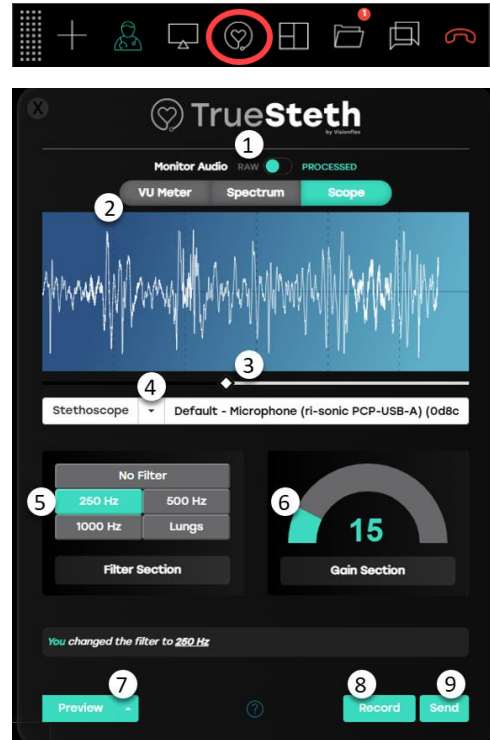 1
X
TrueSteth
by Visionflex
1
Monitor Audio RAW PROCESSED
VU Meter Spectrum Scope
2
3
4
Stethoscope Default - Microphone (ri-sonic PCP-USB-A) (0d8c
No Filter
5 250 Hz 500 Hz 6
15
1000 Hz Lungs
Filter Section Gain Section
You changed the filter to 250 Hz
7 8 9
Preview ? Record Send